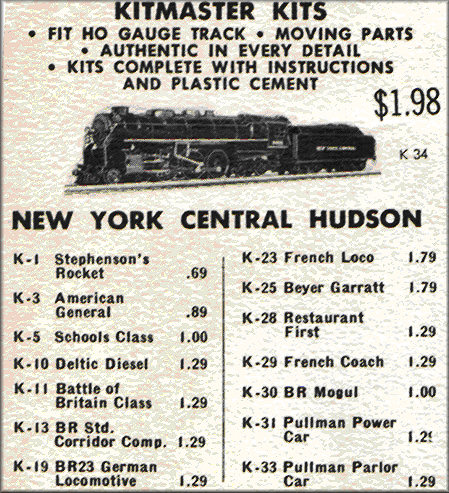 KITMASTER KITS
• FIT HO GAUGE TRACK • MOVING PARTS
• AUTHENTIC IN EVERY DETAIL
• KITS COMPLETE WITH INSTRUCTIONS
AND PLASTIC CEMENT
$1.98
NEW YORK CENTRAL
K 34
NEW YORK CENTRAL HUDSON
K-1 Stephenson's
Rocket .69
K-3 American
General .89
K-5 Schools Class 1.00
K-10 Deltic Diesel 1.29
K-11 Battle of
Britain Class 1.29
K-13 BR Std.
Corridor Comp. 1.29
K-19 BR23 German
Locomotive 1.29
K-23 French Loco 1.79
K-25 Beyer Garratt 1.79
K-28 Restaurant
First 1.29
K-29 French Coach 1.29
K-30 BR Mogul 1.00
K-31 Pullman Power
Car 1.29
K-33 Pullman Parlor
Car 1.29